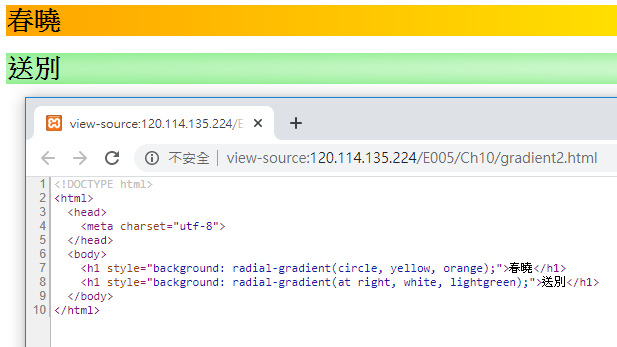 春曉
送別
view-source:120.114.135.224/E
不安全 | view-source:120.114.135.224/E005/Ch10/gradient2.html
1 <!DOCTYPE html>
2 <html>
3 <head>
4 <meta charset="utf-8">
5 </head>
6 <body>
7 <h1 style="background: radial-gradient(circle, yellow, orange);">春曉</h1>
8 <h1 style="background: radial-gradient(at right, white, lightgreen);">送別</h1>
9 </body>
10 </html>